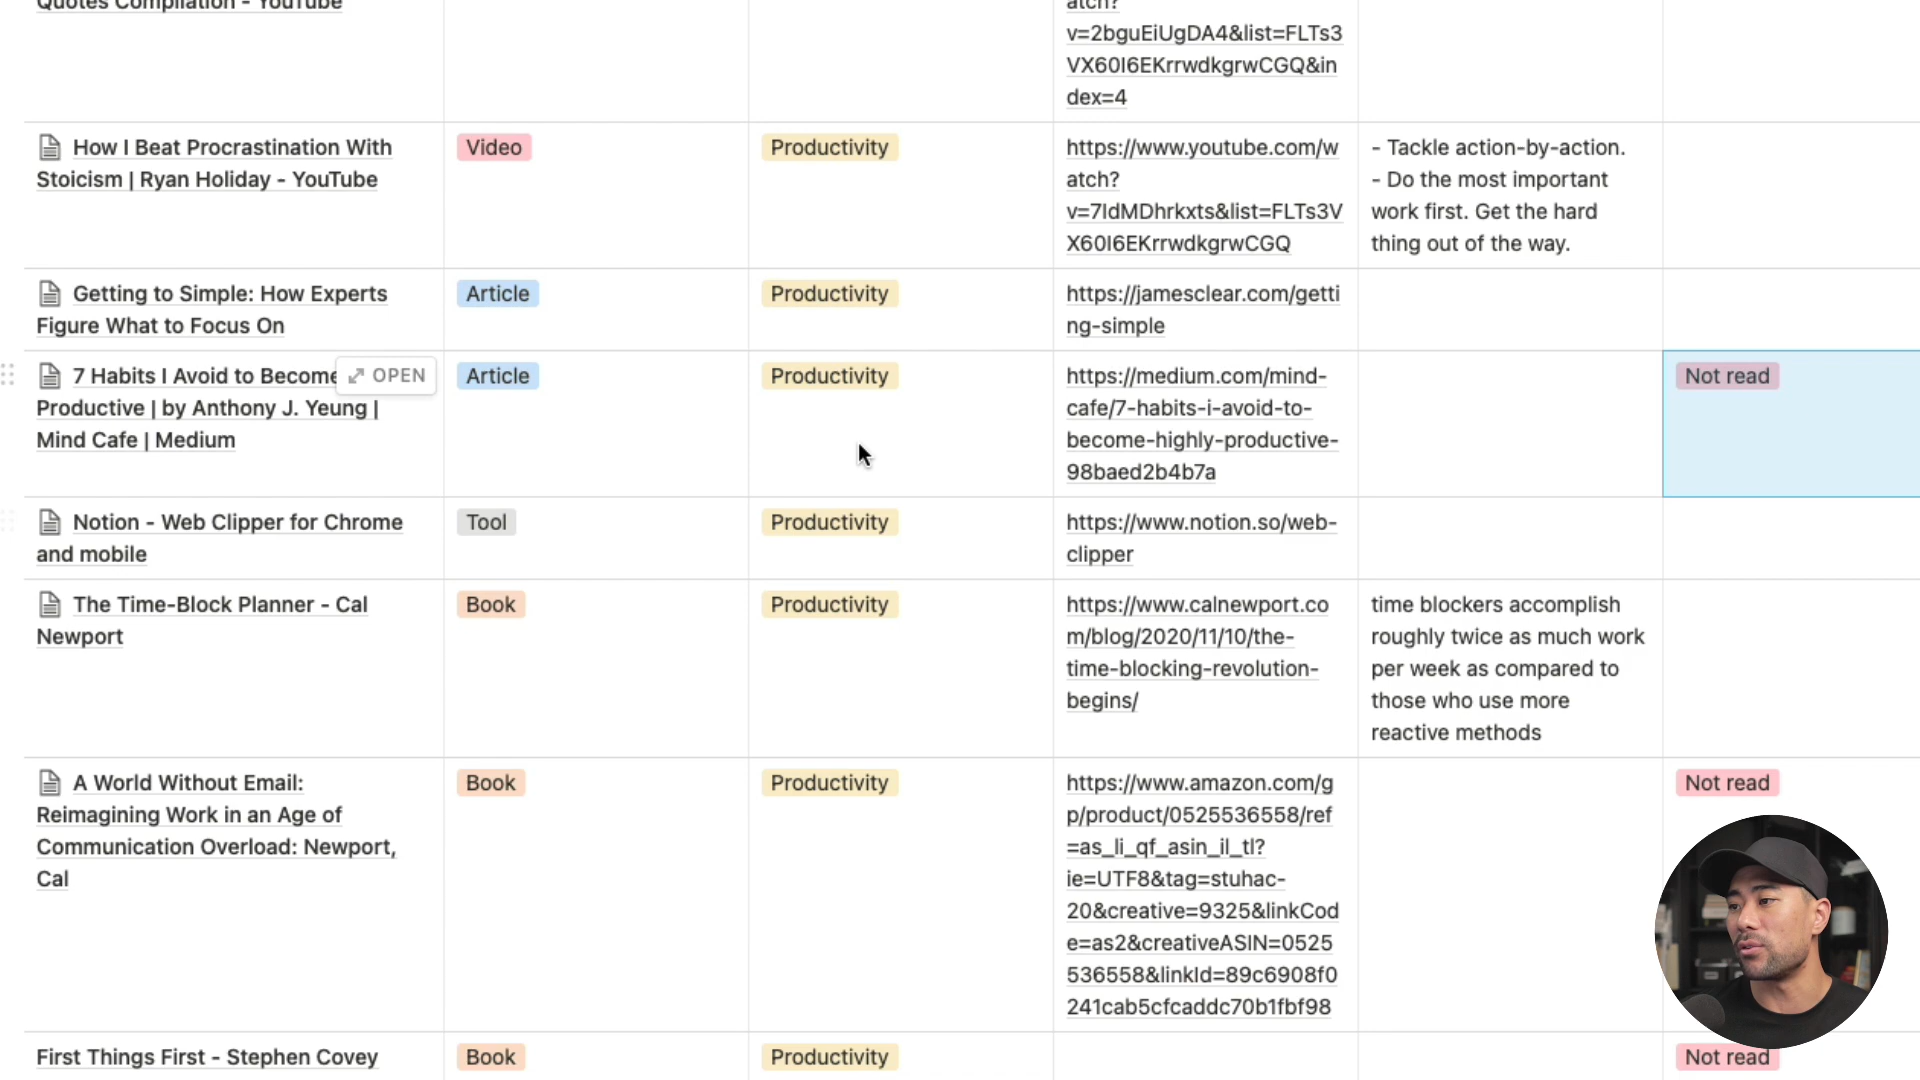 Quotes Compilation - YouTube
atch?
v=2bguEiUgDA4&list=FLTs3
VX60I6EKrrwdkgrwCGQ&in
dex=4
How I Beat Procrastination With
Stoicism | Ryan Holiday - YouTube
Video
Productivity
https://www.youtube.com/w
atch?
v=7IdMDhrkxts&list=FLTs3V
X60I6EKrrwdkgrwCGQ
- Tackle action-by-action.
- Do the most important
work first. Get the hard
thing out of the way.
Getting to Simple: How Experts
Figure What to Focus On
Article
Productivity
https://jamesclear.com/getti
ng-simple
7 Habits I Avoid to Become
Productive | by Anthony J. Yeung |
Mind Cafe | Medium
OPEN
Article
Productivity
https://medium.com/mind-
cafe/7-habits-i-avoid-to-
become-highly-productive-
98baed2b4b7a
Not read
Notion - Web Clipper for Chrome
and mobile
Tool
Productivity
https://www.notion.so/web-
clipper
The Time-Block Planner - Cal
Newport
Book
Productivity
https://www.calnewport.co
m/blog/2020/11/10/the-
time-blocking-revolution-
begins/
time blockers accomplish
roughly twice as much work
per week as compared to
those who use more
reactive methods
A World Without Email:
Reimagining Work in an Age of
Communication Overload: Newport,
Cal
Book
Productivity
https://www.amazon.com/g
p/product/0525536558/ref
=as_li_qf_asin_il_tl?
ie=UTF8&tag=stuhac-
20&creative=9325&linkCod
e=as2&creativeASIN=0525
536558&linkId=89c6908f0
241cab5cfcaddc70b1fbf98
Not read
First Things First - Stephen Covey
Book
Productivity
Not read